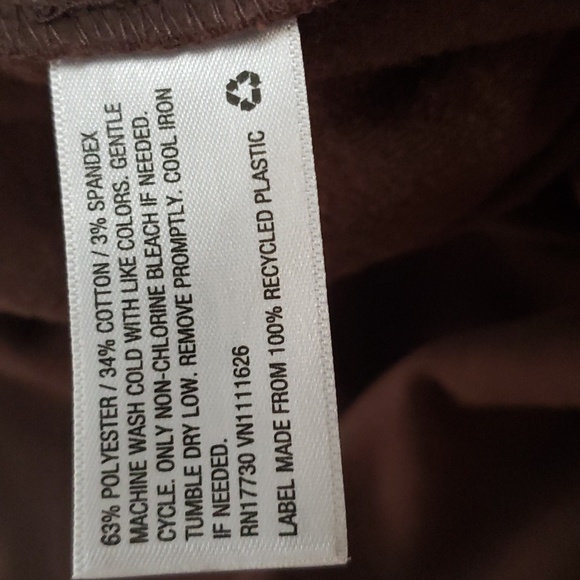 63% POLYESTER / 34% COTTON / 3% SPANDEX
MACHINE WASH COLD WITH LIKE COLORS. GENTLE
CYCLE. ONLY NON-CHLORINE BLEACH IF NEEDED.
TUMBLE DRY LOW. REMOVE PROMPTLY. COOL IRON
IF NEEDED.
RN17730 VN1111626
LABEL MADE FROM 100% RECYCLED PLASTIC